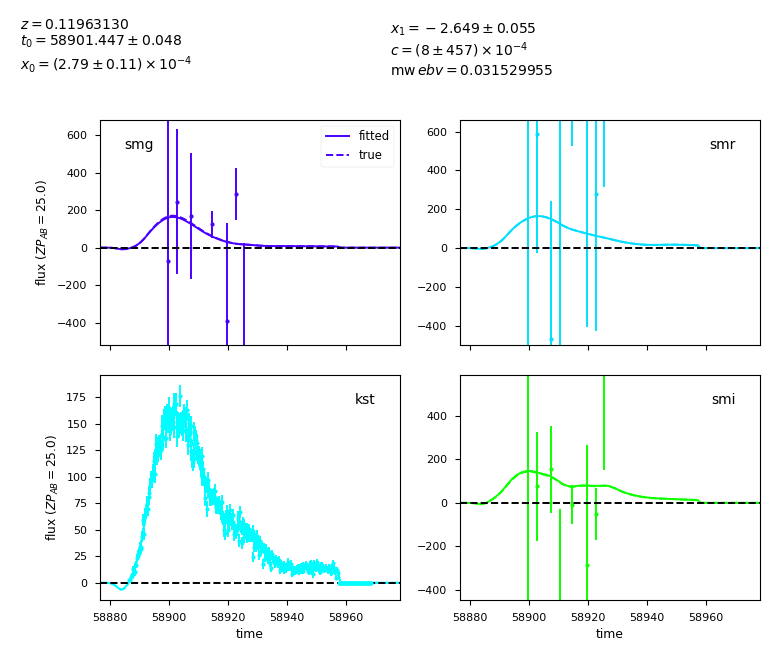 z = 0.11963130
t₀ = 58901.447 ± 0.048
x₀ = (2.79 ± 0.11) × 10⁻⁴
x₁ = −2.649 ± 0.055
c = (8 ± 457) × 10⁻⁴
mw ebv = 0.031529955
smg
fitted
true
600
400
200
0
−200
−400
flux (ZP_AB = 25.0)
smr
600
400
200
0
−200
−400
kst
175
150
125
100
75
50
25
0
flux (ZP_AB = 25.0)
58880 58900 58920 58940 58960
time
smi
400
200
0
−200
−400
58880 58900 58920 58940 58960
time